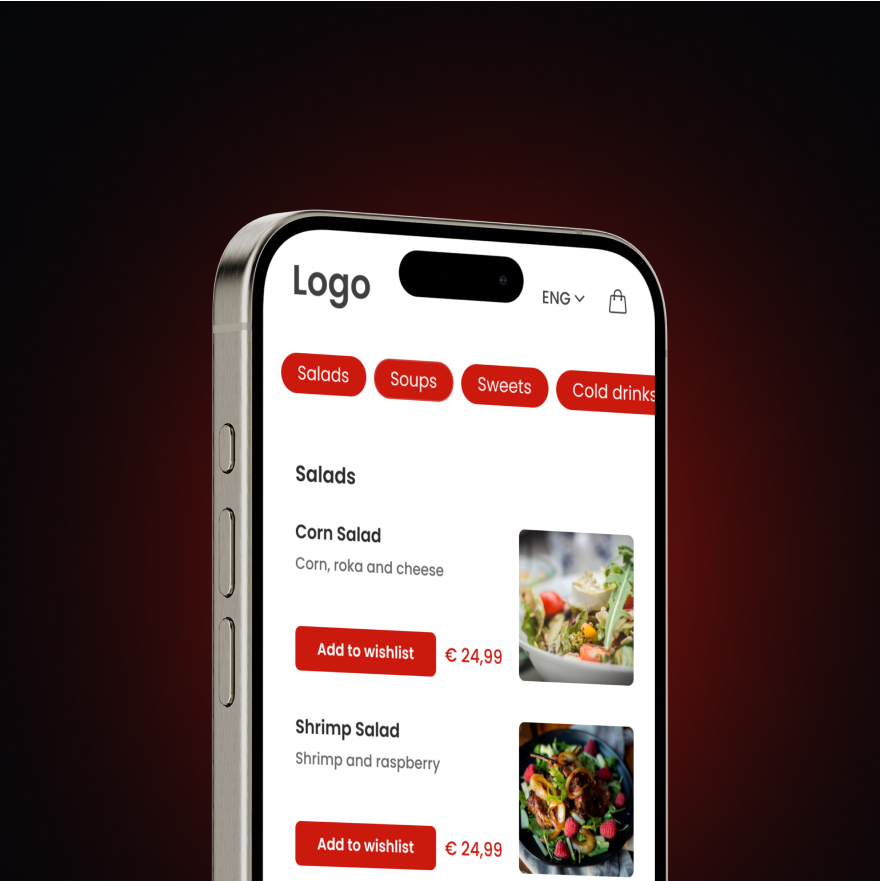 Logo
ENG
Salads
Soups
Sweets
Cold drinks
Salads
Corn Salad
Corn, roka and cheese
Add to wishlist
€ 24,99
Shrimp Salad
Shrimp and raspberry
Add to wishlist
€ 24,99